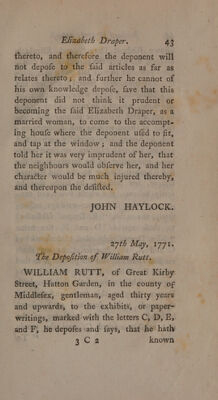 Elizabeth Draper. 43
thereto, and therefore the deponent will
not depose to the said articles as far as
relates thereto; and further he cannot of
his own knowledge depose, save that this
deponent did not think it prudent or
becoming the said Elizabeth Draper, as a
married woman, to come to the accompt-
ing house where the deponent used to sit,
and tap at the window; and the deponent
told her it was very imprudent of her, that
the neighbours would observe her, and her
character would be much injured thereby,
and thereupon she desisted.
JOHN HAYLOCK.
27th May, 1771.
The Deposition of William Rutt.
WILLIAM RUTT, of Great Kirby
Street, Hatton Garden, in the county of
Middlesex, gentleman, aged thirty years
and upwards, to the exhibits, or paper-
writings, marked with the letters C, D, E,
and F, he deposes and says, that he hath
3 C 2 known